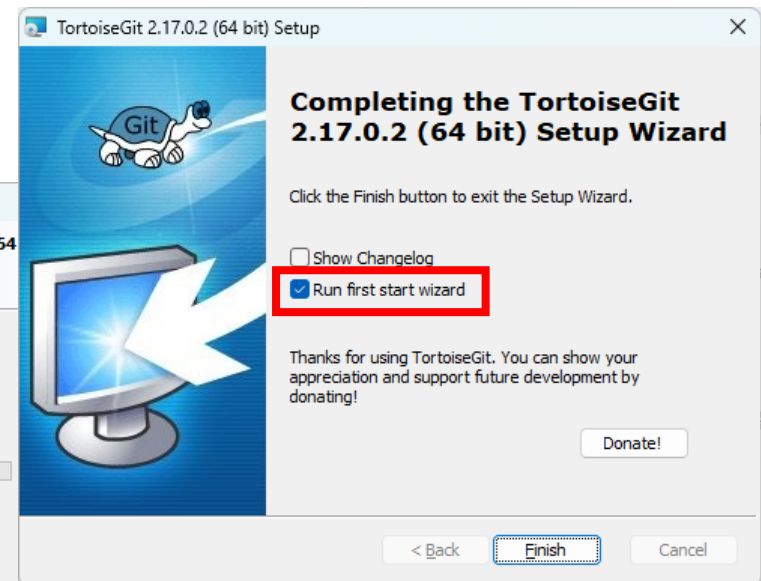 TortoiseGit 2.17.0.2 (64 bit) Setup
Git
Completing the TortoiseGit
2.17.0.2 (64 bit) Setup Wizard
Click the Finish button to exit the Setup Wizard.
64
Show Changelog
Run first start wizard
Thanks for using TortoiseGit. You can show your
appreciation and support future development by
donating!
Donate!
< Back
Finish
Cancel